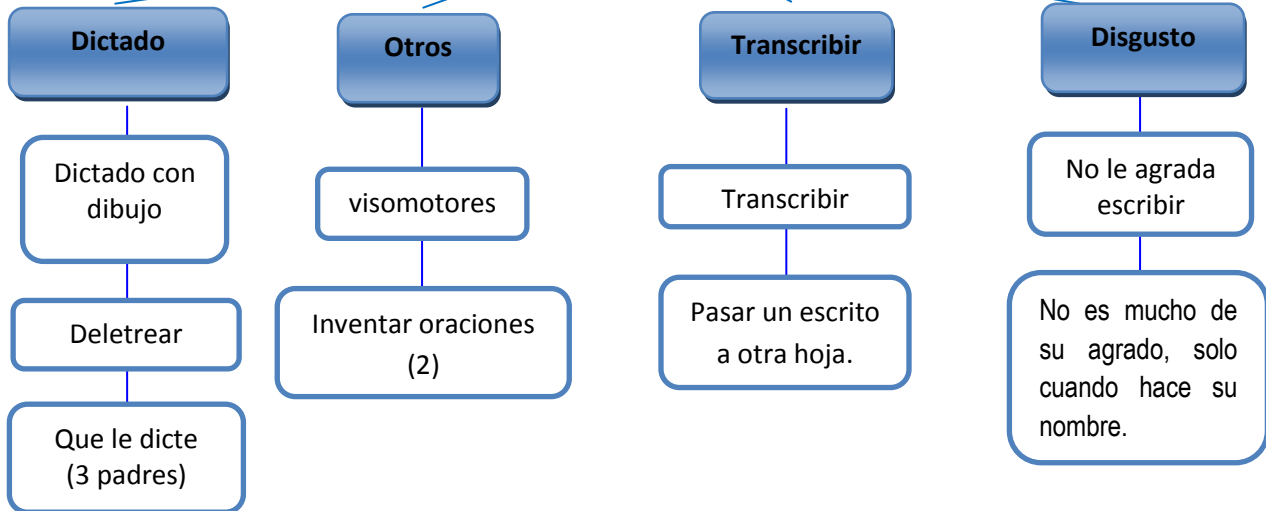 Dictado
Dictado con
dibujo
Deletrear
Que le dicte
(3 padres)
Otros
visomotores
Inventar oraciones
(2)
Transcribir
Transcribir
Pasar un escrito
a otra hoja.
Disgusto
No le agrada
escribir
No es mucho de
su agrado, solo
cuando hace su
nombre.